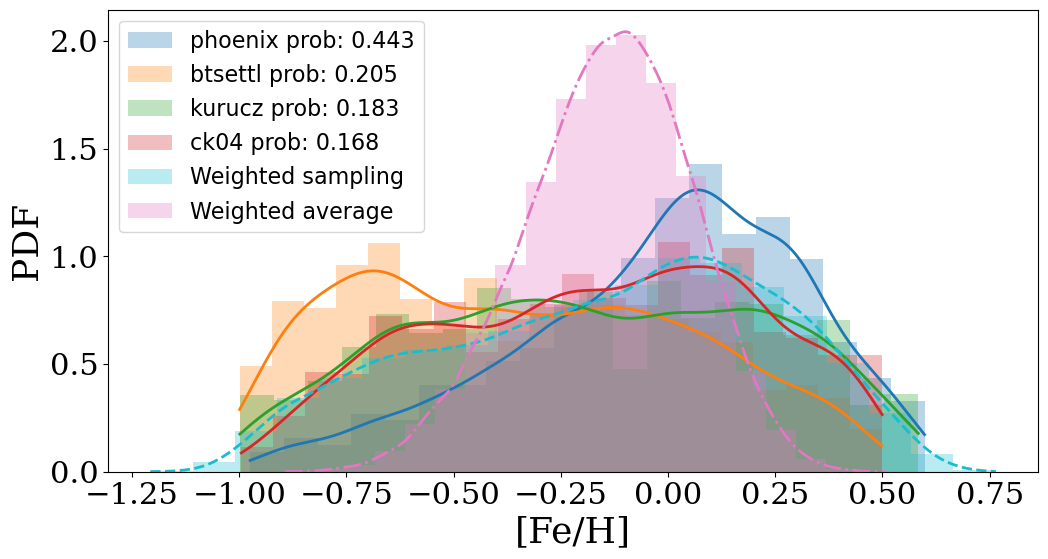 phoenix prob: 0.443
btsettl prob: 0.205
kurucz prob: 0.183
ck04 prob: 0.168
Weighted sampling
Weighted average
PDF
2.0
1.5
1.0
0.5
0.0
−1.25 −1.00 −0.75 −0.50 −0.25 0.00 0.25 0.50 0.75
[Fe/H]